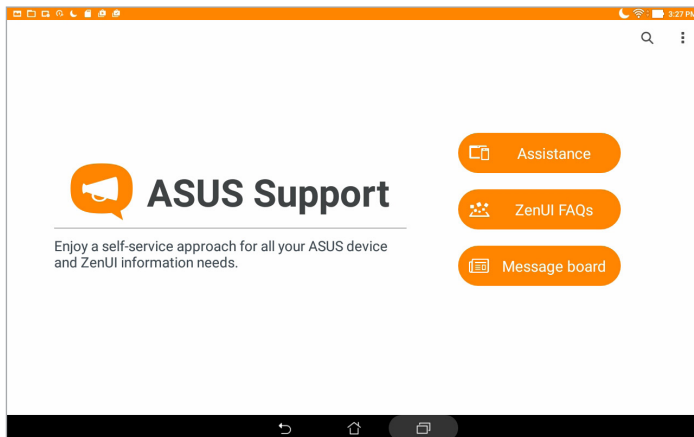 3:27 PM
ASUS Support
Enjoy a self-service approach for all your ASUS device
and ZenUI information needs.
Assistance
ZenUI FAQs
Message board